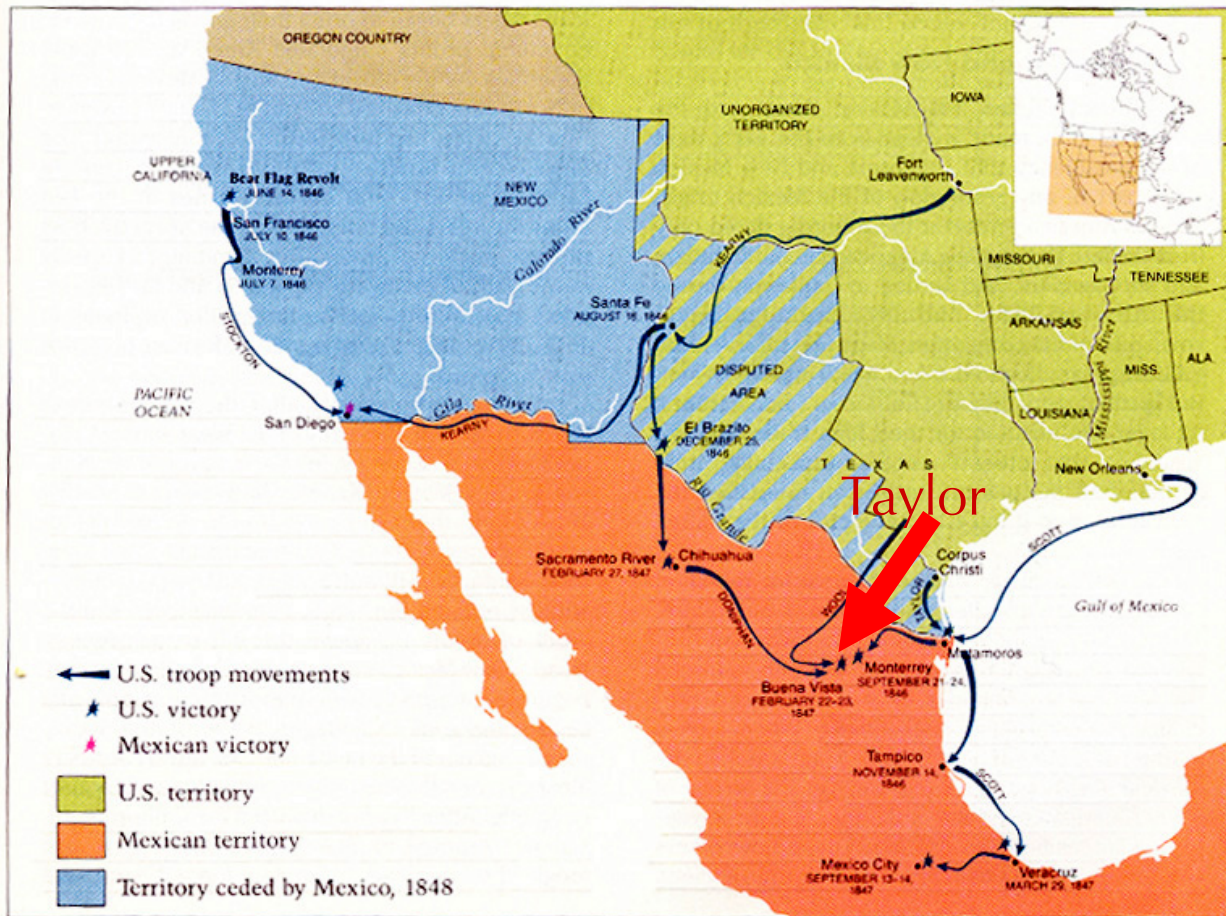 OREGON COUNTRY
UNORGANIZED
TERRITORY
IOWA
UPPER
CALIFORNIA
Bear Flag Revolt
JUNE 14, 1846
NEW
MEXICO
Fort
Leavenworth
San Francisco
JULY 10, 1846
Colorado River
KEARNY
Monterey
JULY 7, 1846
MISSOURI
TENNESSEE
STOCKTON
Santa Fe
AUGUST 16, 1846
ARKANSAS
Mississippi River
MISS.
ALA.
PACIFIC
OCEAN
DISPUTED
AREA
LOUISIANA
San Diego
Gila River
KEARNY
El Brazito
DECEMBER 25,
1846
TEXAS
New Orleans
Rio Grande
Taylor
SCOTT
Corpus
Christi
Sacramento River
FEBRUARY 27, 1847
Chihuahua
DONIPHAN
WOOL
TAYLOR
Gulf of Mexico
Matamoros
Monterrey
SEPTEMBER 21-24,
1846
Buena Vista
FEBRUARY 22–23,
1847
Tampico
NOVEMBER 14,
1846
SCOTT
Mexico City
SEPTEMBER 13–14,
1847
Veracruz
MARCH 29, 1847
U.S. troop movements
U.S. victory
Mexican victory
U.S. territory
Mexican territory
Territory ceded by Mexico, 1848